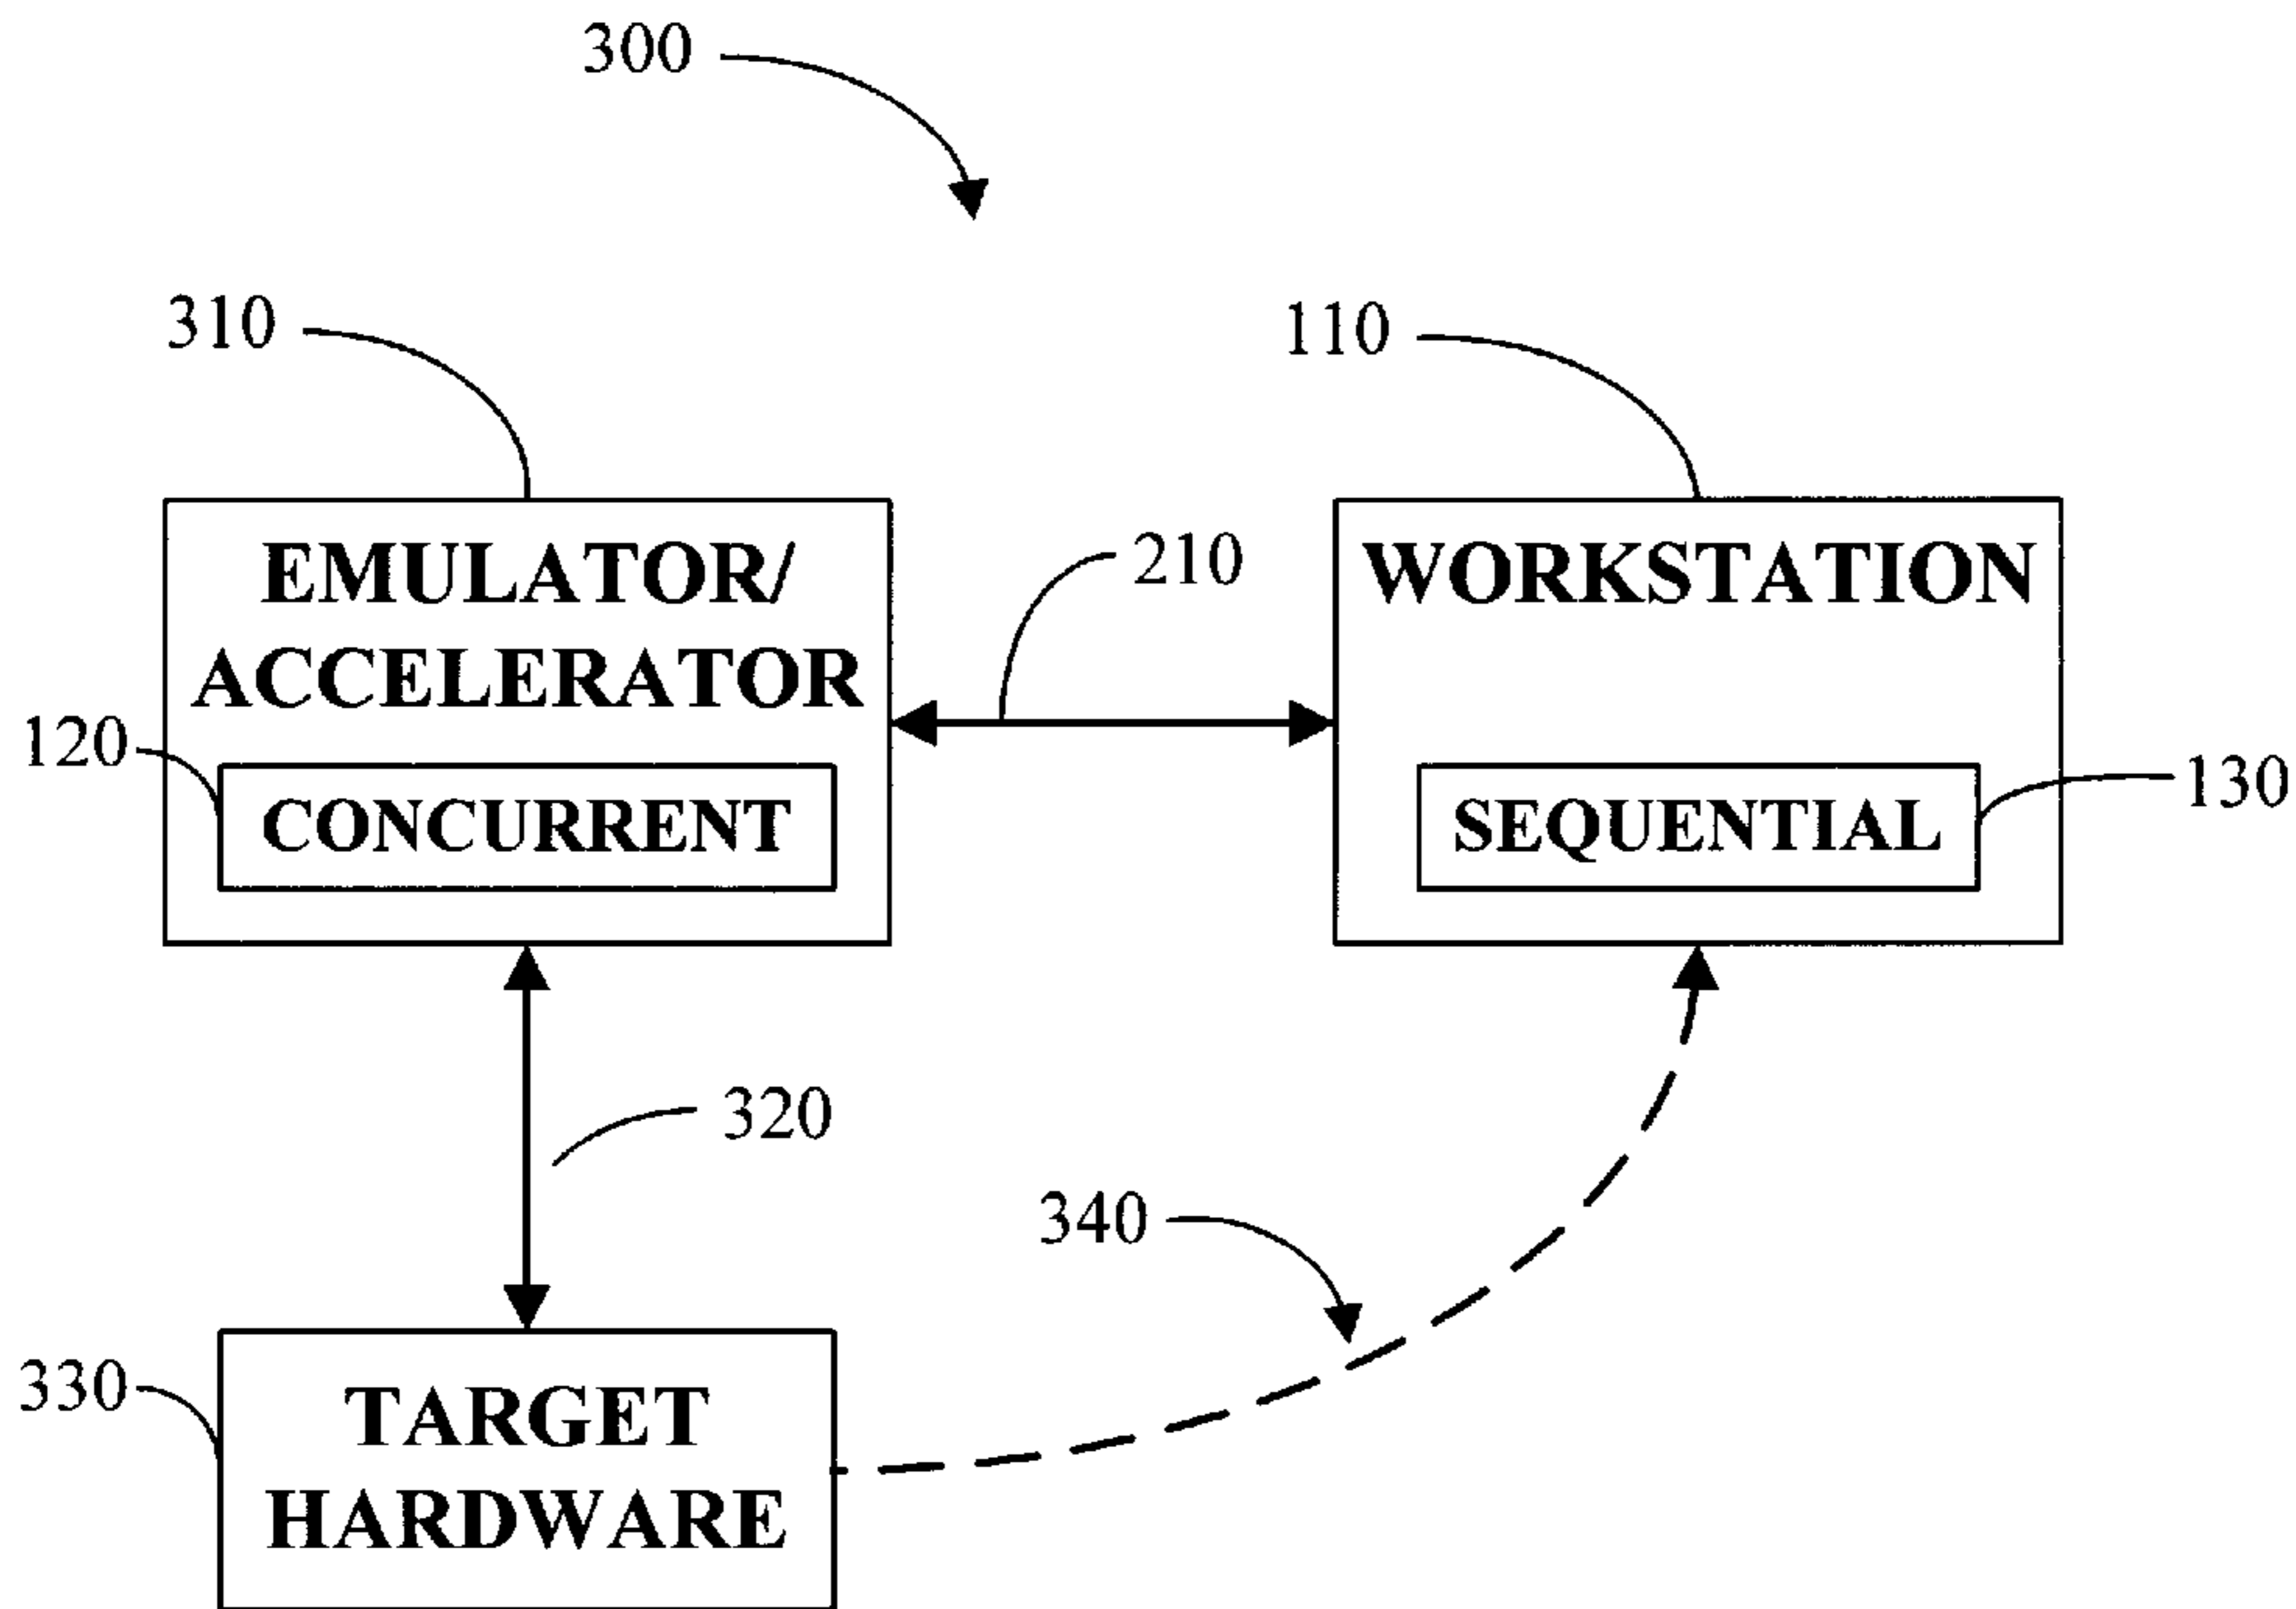 300
310
110
EMULATOR/
ACCELERATOR
210
WORKSTATION
120
CONCURRENT
SEQUENTIAL
130
320
340
330
TARGET
HARDWARE